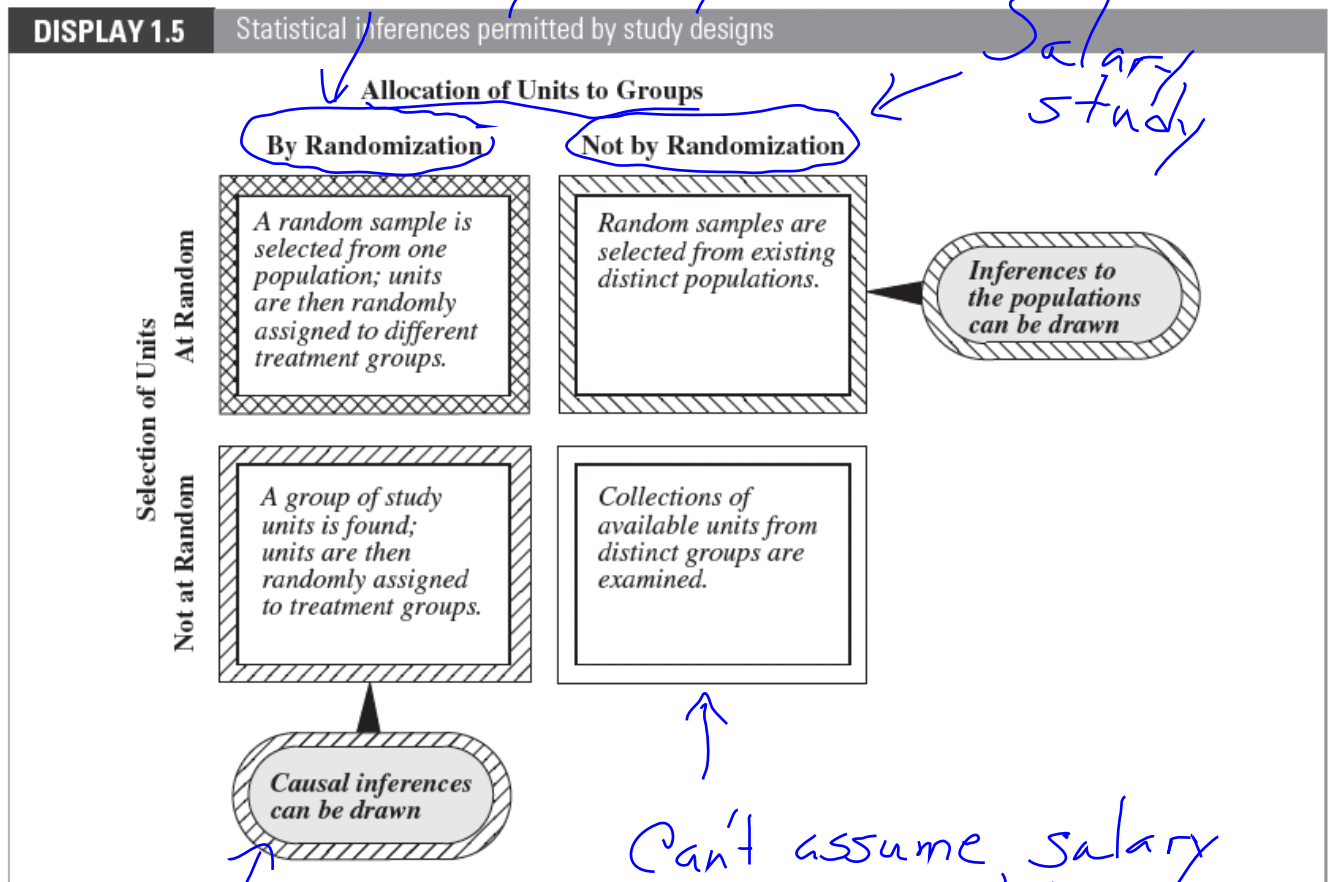 DISPLAY 1.5 Statistical inferences permitted by study designs
Salary
study
Allocation of Units to Groups
By Randomization Not by Randomization
Selection of Units
At Random
A random sample is
selected from one
population; units
are then randomly
assigned to different
treatment groups.
Random samples are
selected from existing
distinct populations.
Inferences to
the populations
can be drawn
Not at Random
A group of study
units is found;
units are then
randomly assigned
to treatment groups.
Collections of
available units from
distinct groups are
examined.
Causal inferences
can be drawn
Can't assume salary